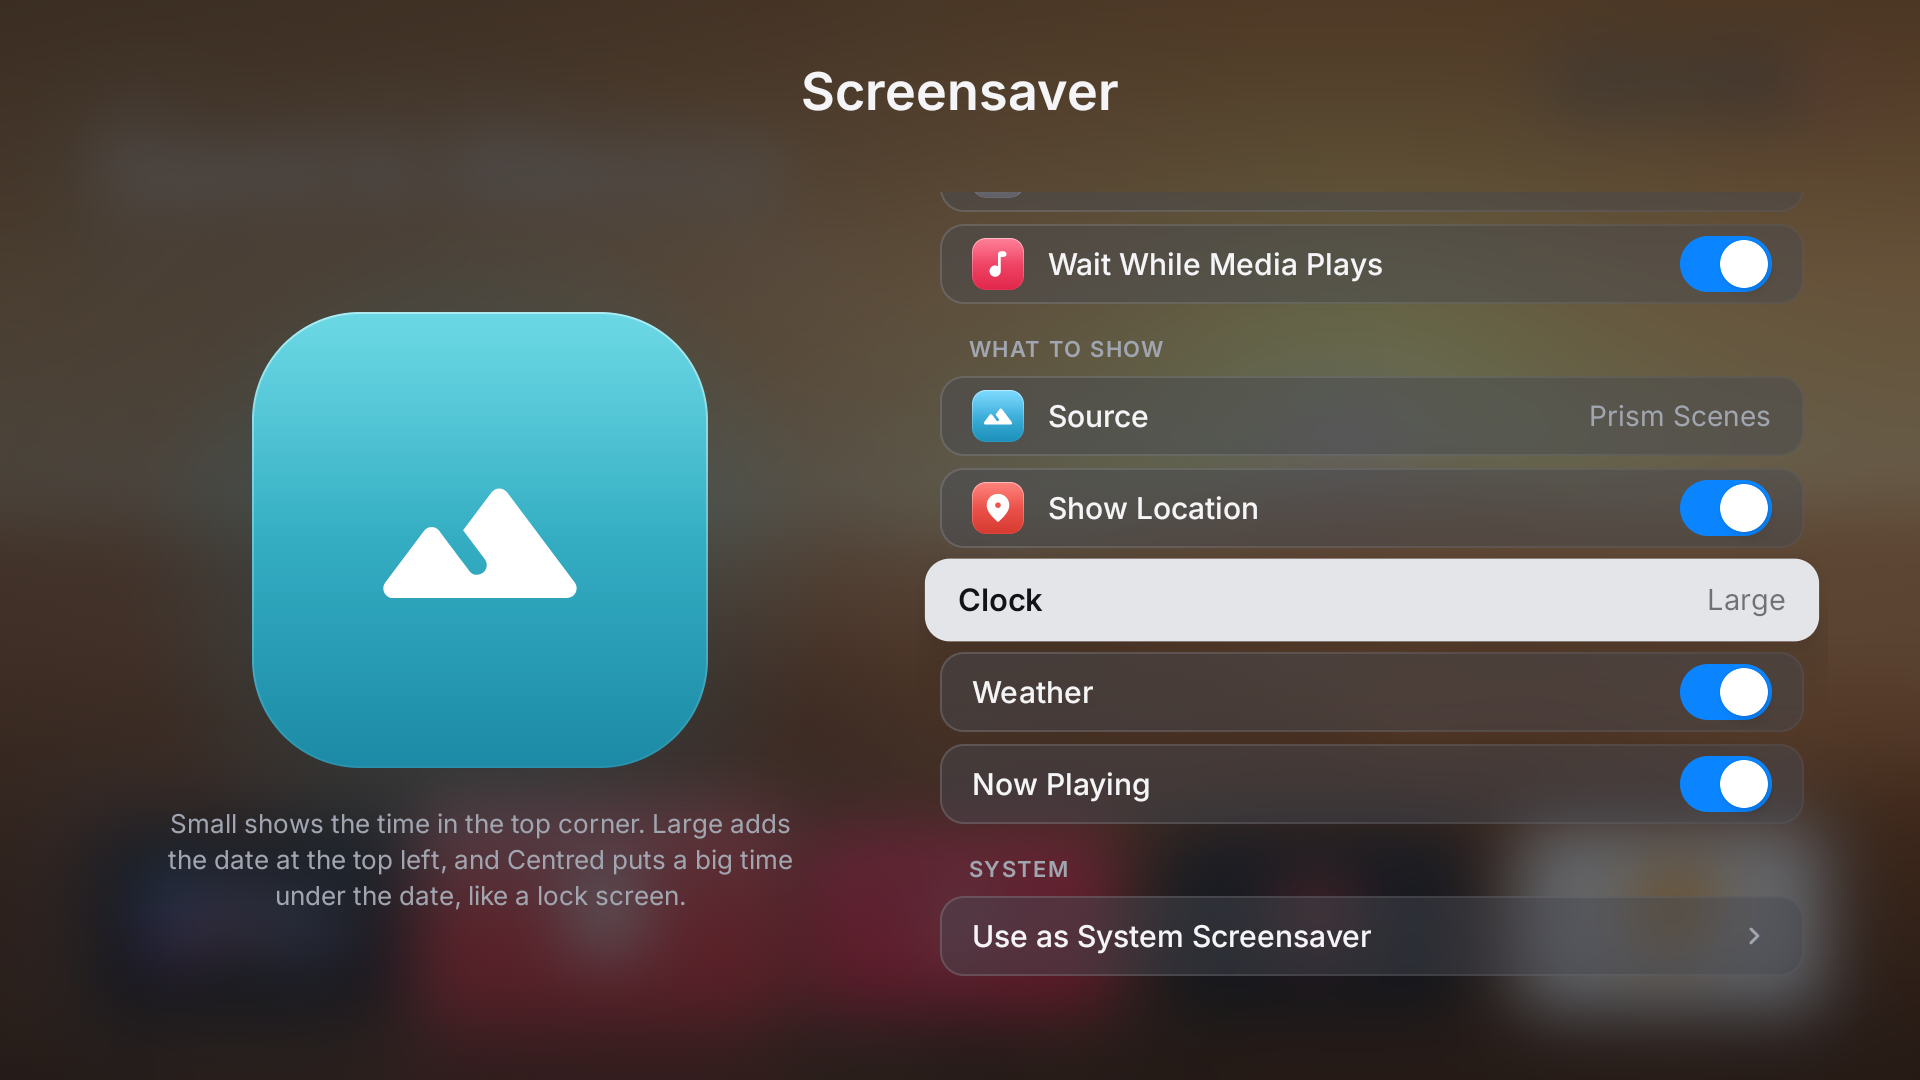 Screensaver
Wait While Media Plays
WHAT TO SHOW
Source
Prism Scenes
Show Location
Clock
Large
Weather
Now Playing
SYSTEM
Use as System Screensaver
Small shows the time in the top corner. Large adds
the date at the top left, and Centred puts a big time
under the date, like a lock screen.